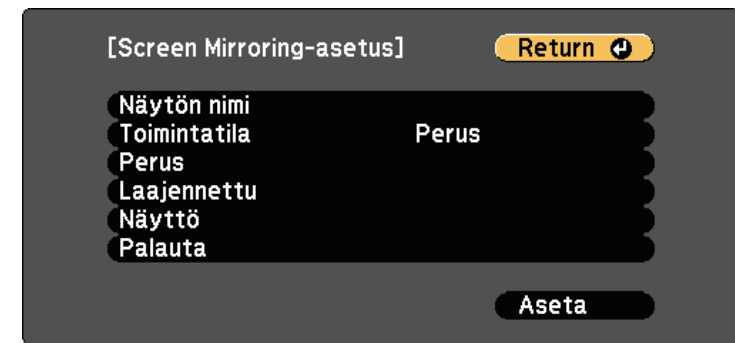 [Screen Mirroring-asetus] Return
Näytön nimi
Toimintatila Perus
Perus
Laajennettu
Näyttö
Palauta
Aseta